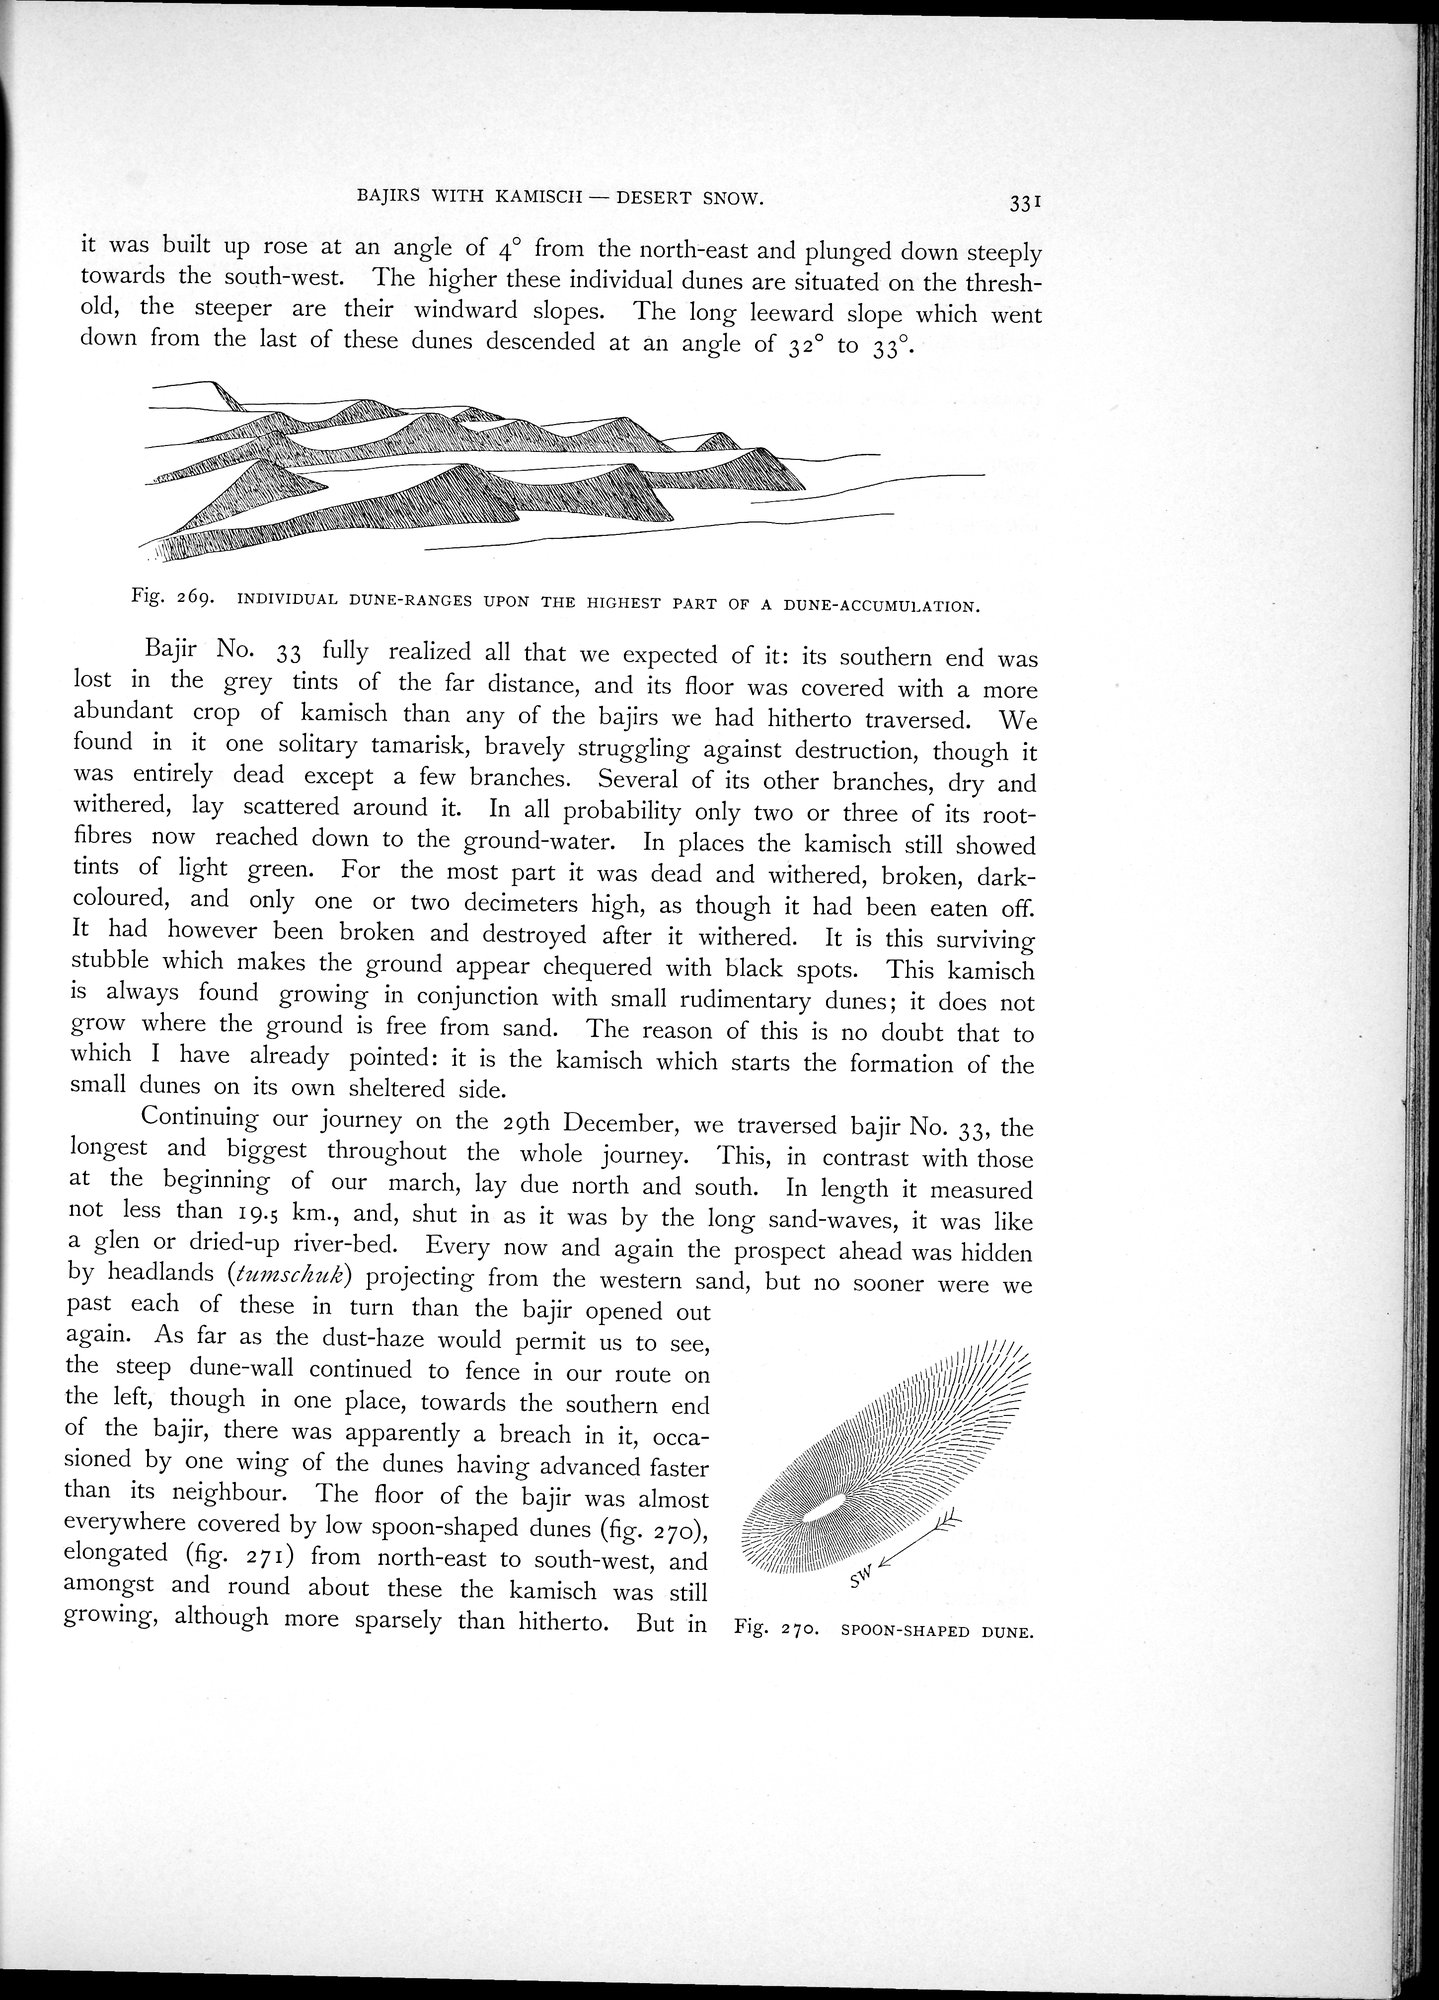 BAJIRS WITH KAMISCH — DESERT SNOW.
331
it was built up rose at an angle of 4° from the north-east and plunged down steeply
towards the south-west. The higher these individual dunes are situated on the thresh-
old, the steeper are their windward slopes. The long leeward slope which went
down from the last of these dunes descended at an angle of 32° to 33°.
Fig. 269. INDIVIDUAL DUNE-RANGES UPON THE HIGHEST PART OF A DUNE-ACCUMULATION.
Bajir No. 33 fully realized all that we expected of it: its southern end was
lost in the grey tints of the far distance, and its floor was covered with a more
abundant crop of kamisch than any of the bajirs we had hitherto traversed. We
found in it one solitary tamarisk, bravely struggling against destruction, though it
was entirely dead except a few branches. Several of its other branches, dry and
withered, lay scattered around it. In all probability only two or three of its root-
fibres now reached down to the ground-water. In places the kamisch still showed
tints of light green. For the most part it was dead and withered, broken, dark-
coloured, and only one or two decimeters high, as though it had been eaten off.
It had however been broken and destroyed after it withered. It is this surviving
stubble which makes the ground appear chequered with black spots. This kamisch
is always found growing in conjunction with small rudimentary dunes; it does not
grow where the ground is free from sand. The reason of this is no doubt that to
which I have already pointed: it is the kamisch which starts the formation of the
small dunes on its own sheltered side.
Continuing our journey on the 29th December, we traversed bajir No. 33, the
longest and biggest throughout the whole journey. This, in contrast with those
at the beginning of our march, lay due north and south. In length it measured
not less than 19.5 km., and, shut in as it was by the long sand-waves, it was like
a glen or dried-up river-bed. Every now and again the prospect ahead was hidden
by headlands (tumschuk) projecting from the western sand, but no sooner were we
past each of these in turn than the bajir opened out
again. As far as the dust-haze would permit us to see,
the steep dune-wall continued to fence in our route on
the left, though in one place, towards the southern end
of the bajir, there was apparently a breach in it, occa-
sioned by one wing of the dunes having advanced faster
than its neighbour. The floor of the bajir was almost
everywhere covered by low spoon-shaped dunes (fig. 270),
elongated (fig. 271) from north-east to south-west, and
amongst and round about these the kamisch was still
growing, although more sparsely than hitherto. But in
SW
Fig. 270. SPOON-SHAPED DUNE.